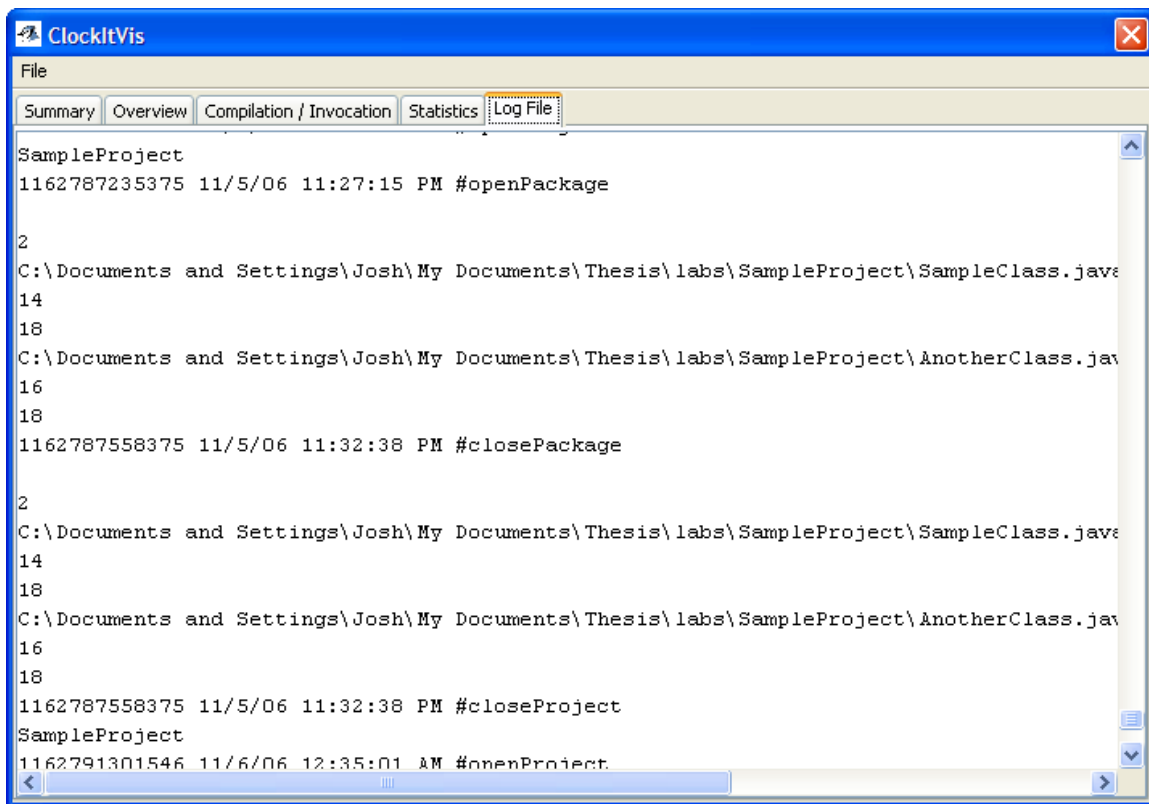 ClockItVis
File
Summary Overview Compilation / Invocation Statistics Log File
SampleProject
1162787235375 11/5/06 11:27:15 PM #openPackage
2
C:\Documents and Settings\Josh\My Documents\Thesis\labs\SampleProject\SampleClass.java
14
18
C:\Documents and Settings\Josh\My Documents\Thesis\labs\SampleProject\AnotherClass.jav
16
18
1162787558375 11/5/06 11:32:38 PM #closePackage
2
C:\Documents and Settings\Josh\My Documents\Thesis\labs\SampleProject\SampleClass.java
14
18
C:\Documents and Settings\Josh\My Documents\Thesis\labs\SampleProject\AnotherClass.jav
16
18
1162787558375 11/5/06 11:32:38 PM #closeProject
SampleProject
1162791301546 11/6/06 12:35:01 AM #openProject